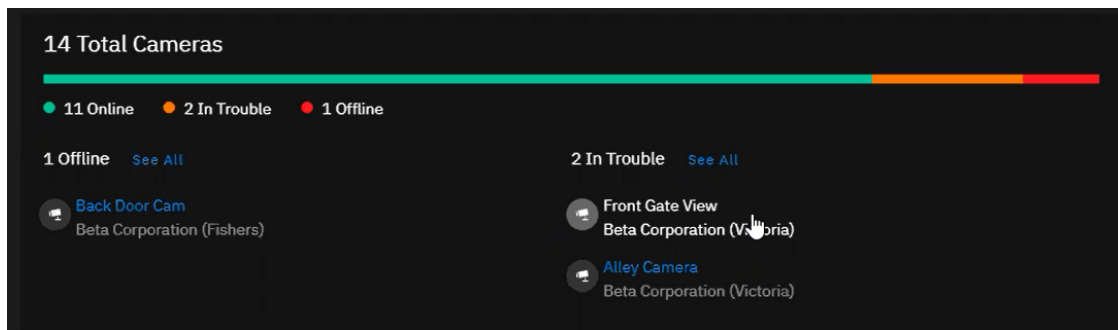 14 Total Cameras
11 Online 2 In Trouble 1 Offline
1 Offline See All
Back Door Cam
Beta Corporation (Fishers)
2 In Trouble See All
Front Gate View
Beta Corporation (Victoria)
Alley Camera
Beta Corporation (Victoria)